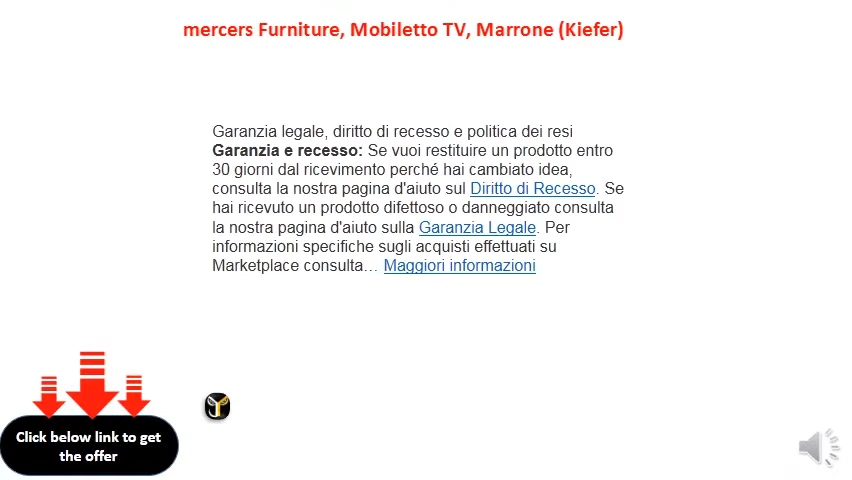 mercers Furniture, Mobiletto TV, Marrone (Kiefer)
Garanzia legale, diritto di recesso e politica dei resi
Garanzia e recesso: Se vuoi restituire un prodotto entro
30 giorni dal ricevimento perché hai cambiato idea,
consulta la nostra pagina d'aiuto sul Diritto di Recesso. Se
hai ricevuto un prodotto difettoso o danneggiato consulta
la nostra pagina d'aiuto sulla Garanzia Legale. Per
informazioni specifiche sugli acquisti effettuati su
Marketplace consulta… Maggiori informazioni
Click below link to get
the offer